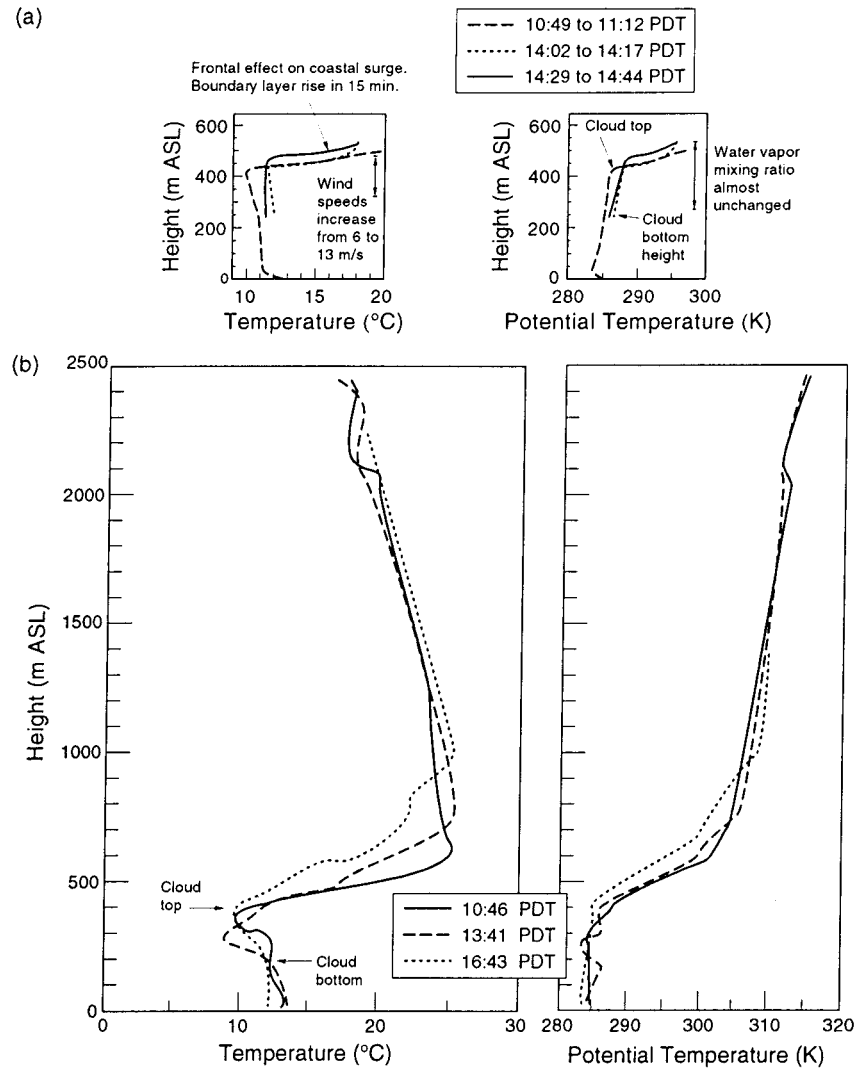 (a)
10:49 to 11:12 PDT
14:02 to 14:17 PDT
14:29 to 14:44 PDT
Frontal effect on coastal surge.
Boundary layer rise in 15 min.
600
400
200
0
Height (m ASL)
Wind
speeds
increase
from 6 to
13 m/s
10
15
20
Temperature (°C)
600
400
200
0
Height (m ASL)
Cloud top
Cloud
bottom
height
Water vapor
mixing ratio
almost
unchanged
280
290
300
Potential Temperature (K)
(b)
2500
2000
1500
1000
500
0
Height (m ASL)
Cloud
top
Cloud
bottom
10:46 PDT
13:41 PDT
16:43 PDT
0
10
20
30
Temperature (°C)
280
290
300
310
320
Potential Temperature (K)